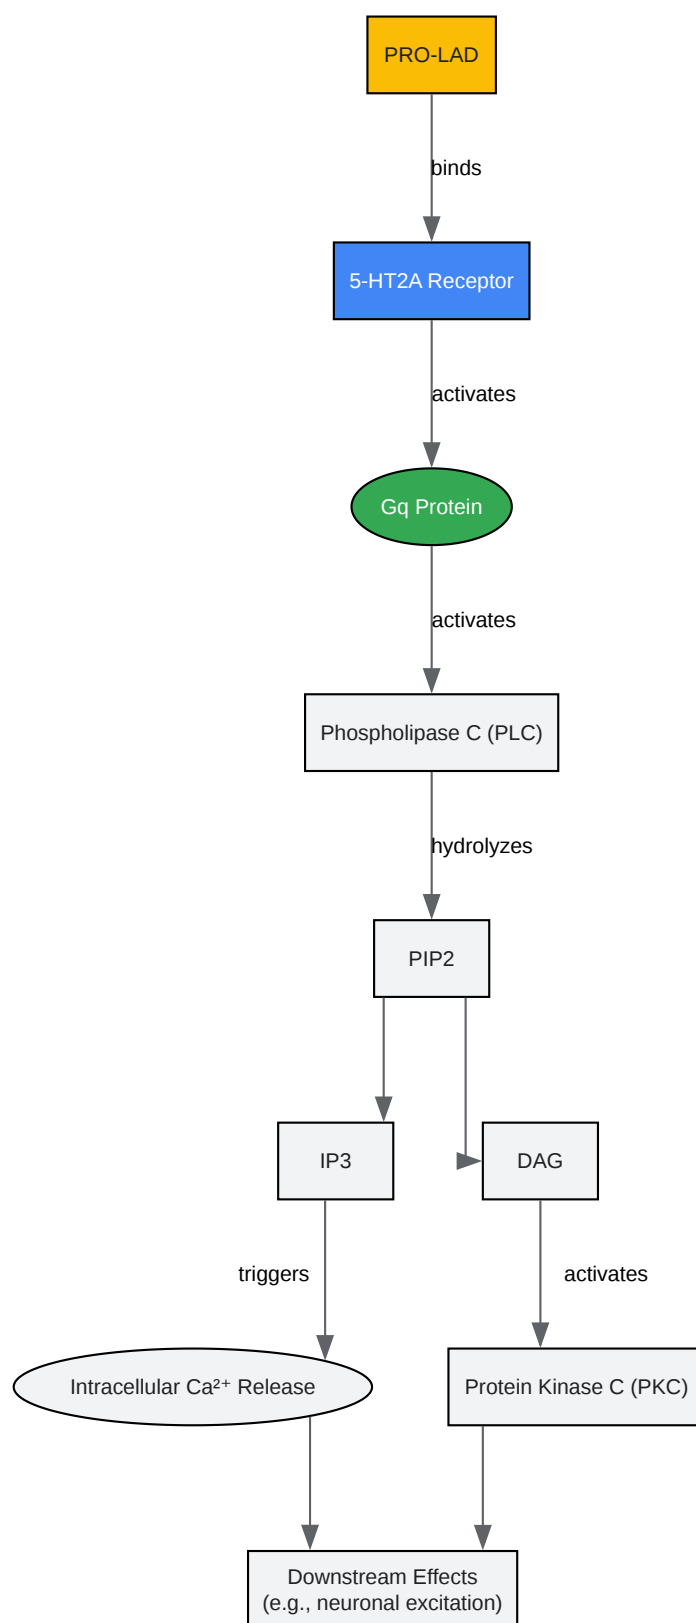 PRO-LAD
binds
5-HT2A Receptor
activates
Gq Protein
activates
Phospholipase C (PLC)
hydrolyzes
PIP2
IP3
DAG
triggers
activates
Intracellular Ca²⁺ Release
Protein Kinase C (PKC)
Downstream Effects
(e.g., neuronal excitation)